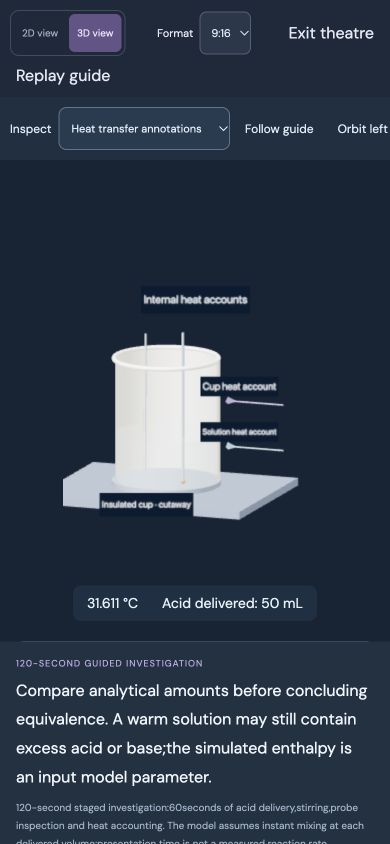 2D view
3D view
Format
9:16
Exit theatre
Replay guide
Inspect
Heat transfer annotations
Follow guide
Orbit left
Internal heat accounts
Cup heat account
Solution heat account
Insulated cup · cutaway
31.611 °C
Acid delivered: 50 mL
120-SECOND GUIDED INVESTIGATION
Compare analytical amounts before concluding
equivalence. A warm solution may still contain
excess acid or base;the simulated enthalpy is
an input model parameter.
120-second staged investigation:60seconds of acid delivery,stirring,probe
inspection and heat accounting. The model assumes instant mixing at each
delivered volume;presentation time is not a measured reaction rate